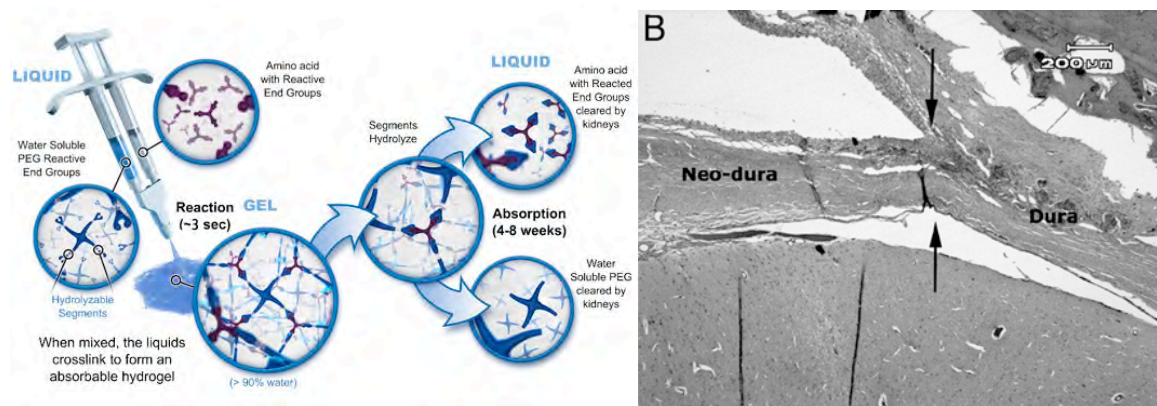 LIQUID
Amino acid
with Reactive
End Groups
Water Soluble
PEG Reactive
End Groups
Reaction
(~3 sec)
GEL
Hydrolyzable
Segments
When mixed, the liquids
crosslink to form an
absorbable hydrogel
(> 90% water)
Segments
Hydrolyze
LIQUID
Amino acid
with Reacted
End Groups
cleared by
kidneys
Absorption
(4-8 weeks)
Water
Soluble PEG
cleared by
kidneys
B
200 µm
Neo-dura
Dura